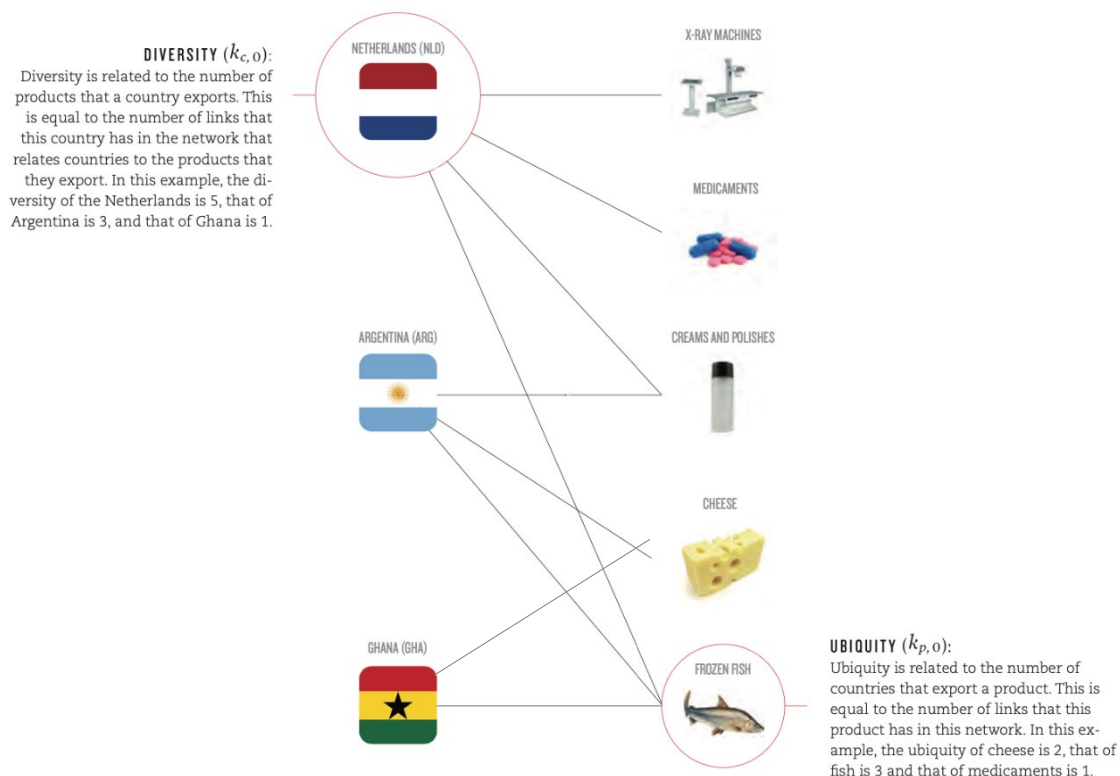 DIVERSITY (kc,0):
Diversity is related to the number of
products that a country exports. This
is equal to the number of links that
this country has in the network that
relates countries to the products that
they export. In this example, the di-
versity of the Netherlands is 5, that of
Argentina is 3, and that of Ghana is 1.
NETHERLANDS (NLD)
X-RAY MACHINES
MEDICAMENTS
ARGENTINA (ARG)
CREAMS AND POLISHES
CHEESE
GHANA (GHA)
FROZEN FISH
UBIQUITY (kp,0):
Ubiquity is related to the number of
countries that export a product. This is
equal to the number of links that this
product has in this network. In this ex-
ample, the ubiquity of cheese is 2, that of
fish is 3 and that of medicaments is 1.